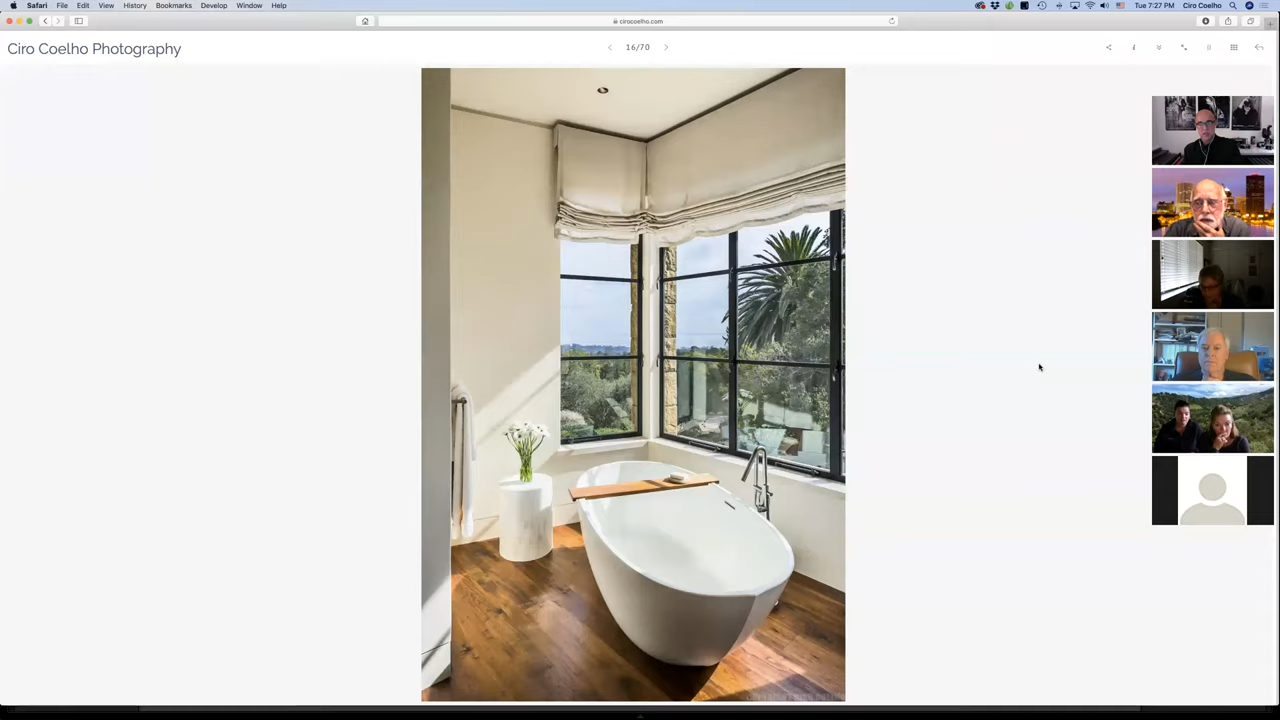 Safari File Edit View History Bookmarks Develop Window Help
Tue 7:27 PM Ciro Coelho
cirocoelho.com
Ciro Coelho Photography
16/70